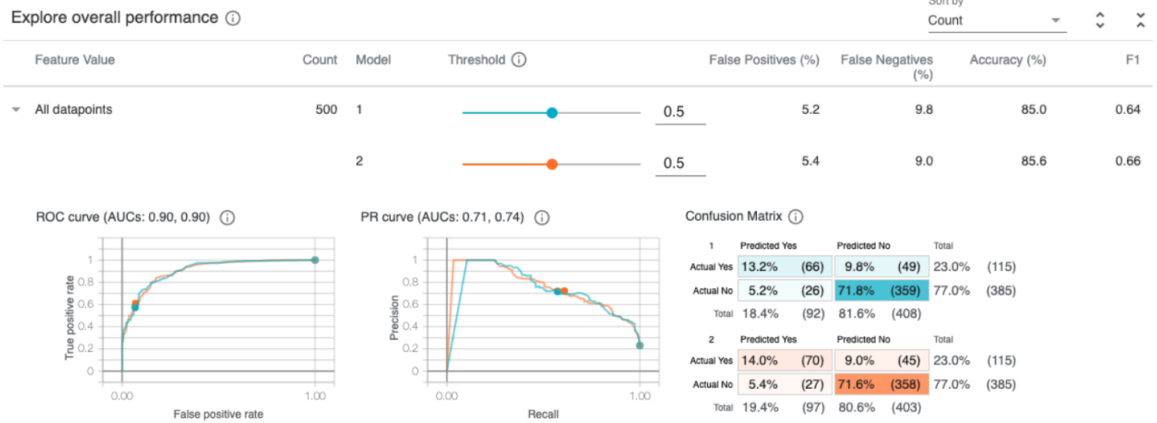 Sort by
Explore overall performance
Count
Feature Value Count Model Threshold False Positives (%) False Negatives (%) Accuracy (%) F1
All datapoints 500 1 0.5 5.2 9.8 85.0 0.64
2 0.5 5.4 9.0 85.6 0.66
ROC curve (AUCs: 0.90, 0.90)
1
0.8
0.6
0.4
0.2
0
True positive rate
0.00 1.00
False positive rate
PR curve (AUCs: 0.71, 0.74)
1
0.8
0.6
0.4
0.2
0
Precision
0.00 1.00
Recall
Confusion Matrix
1 Predicted Yes Predicted No Total
Actual Yes 13.2% (66) 9.8% (49) 23.0% (115)
Actual No 5.2% (26) 71.8% (359) 77.0% (385)
Total 18.4% (92) 81.6% (408)
2 Predicted Yes Predicted No Total
Actual Yes 14.0% (70) 9.0% (45) 23.0% (115)
Actual No 5.4% (27) 71.6% (358) 77.0% (385)
Total 19.4% (97) 80.6% (403)